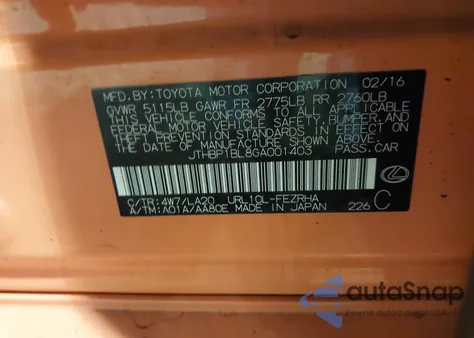 MFD.BY:TOYOTA MOTOR CORPORATION 02/16
GVWR 5115LB GAWR FR 2775LB RR 2760LB
THIS VEHICLE CONFORMS TO ALL APPLICABLE
FEDERAL MOTOR VEHICLE SAFETY, BUMPER, AND
THEFT PREVENTION STANDARDS IN EFFECT ON
THE DATE OF MANUFACTURE SHOWN ABOVE.
JTHBP1BL8GA001403 PASS.CAR
C/TR:4W7/LA20 URL10L-FEZRHA
A/TM:A01A/AA80E MADE IN JAPAN 226 C
autoSnap